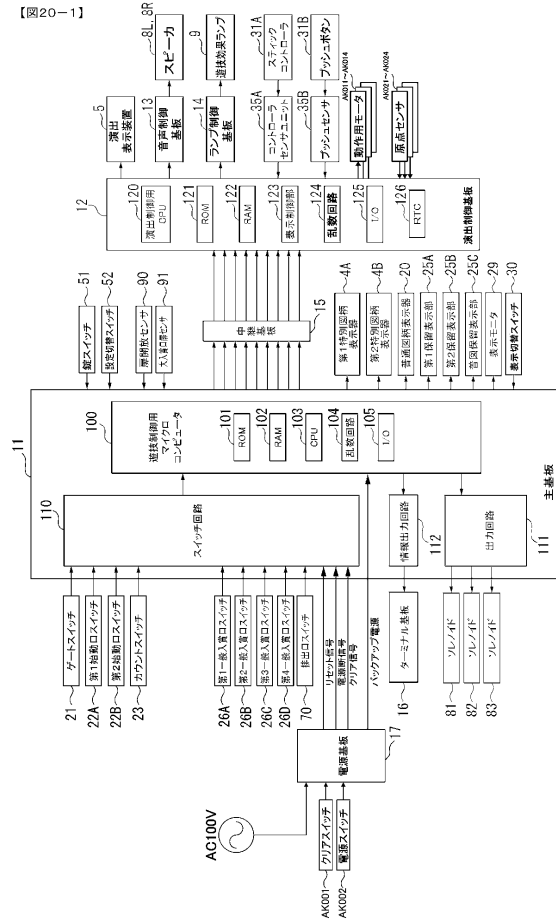 【図20-1】
AC100V
AK001
クリアスイッチ
AK002
電源スイッチ
電源基板
17
リセット信号
電源断信号
クリア信号
バックアップ電源
21
ゲートスイッチ
22A
第1始動口スイッチ
22B
第2始動口スイッチ
23
カウントスイッチ
26A
第1一般入賞口スイッチ
26B
第2一般入賞口スイッチ
26C
第3一般入賞口スイッチ
26D
第4一般入賞口スイッチ
70
排出口スイッチ
16
ターミナル基板
81
ソレノイド
82
ソレノイド
83
ソレノイド
11
主基板
110
スイッチ回路
100
遊技制御用
マイクロ
コンピュータ
101
ROM
102
RAM
103
CPU
104
乱数回路
105
I/O
情報出力回路
112
出力回路
111
51
錠スイッチ
52
設定切替スイッチ
90
扉開放センサ
91
大入賞口扉センサ
中継基板
15
4A
第1特別図柄
表示器
4B
第2特別図柄
表示器
20
普通図柄表示器
25A
第1保留表示部
25B
第2保留表示部
25C
普図保留表示部
29
表示モニタ
30
表示切替スイッチ
12
演出制御基板
120
演出制御用
CPU
121
ROM
122
RAM
123
表示制御部
124
乱数回路
125
I/O
126
RTC
5
演出
表示装置
13
音声制御
基板
8L, 8R
スピーカ
14
ランプ制御
基板
9
遊技効果ランプ
35A
コントローラ
センサユニット
31A
スティック
コントローラ
35B
プッシュセンサ
31B
プッシュボタン
動作用モータ
AK011～AK014
原点センサ
AK021～AK024